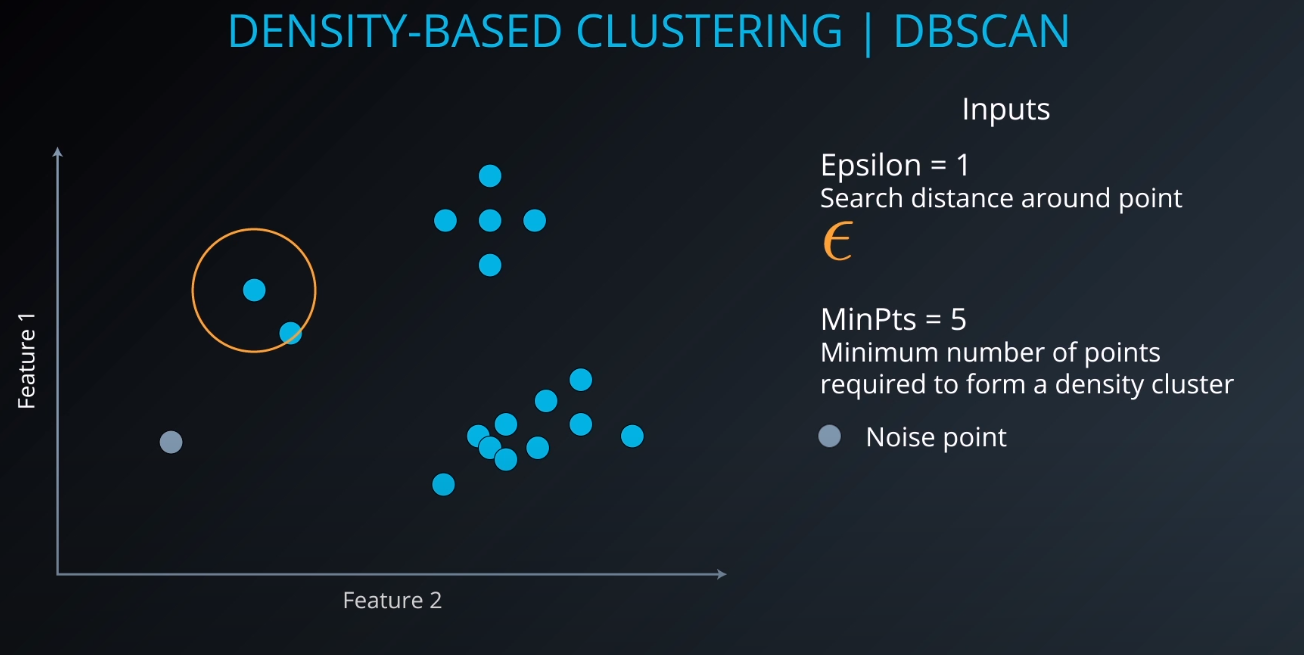 DENSITY-BASED CLUSTERING | DBSCAN
Inputs
Epsilon = 1
Search distance around point
ϵ
MinPts = 5
Minimum number of points
required to form a density cluster
Noise point
Feature 1
Feature 2